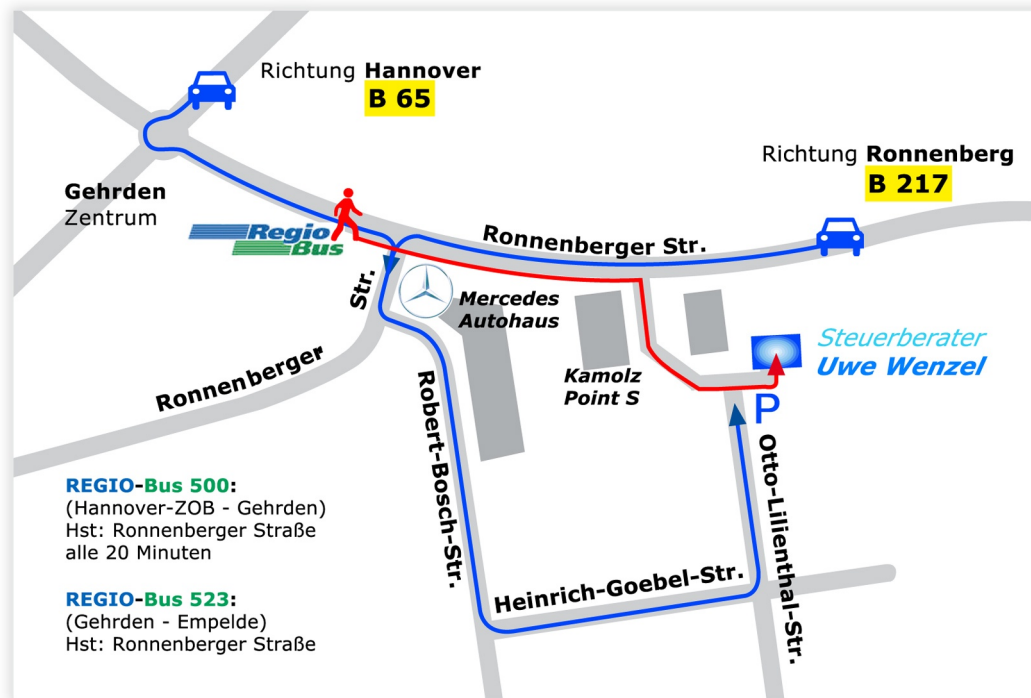 Richtung Hannover
B 65
Richtung Ronnenberg
B 217
Gehrden
Zentrum
Regio
Bus
Ronnenberger Str.
Ronnenberger Str.
Mercedes
Autohaus
Kamolz
Point S
Steuerberater
Uwe Wenzel
P
Robert-Bosch-Str.
Otto-Lilienthal-Str.
Heinrich-Goebel-Str.
REGIO-Bus 500:
(Hannover-ZOB - Gehrden)
Hst: Ronnenberger Straße
alle 20 Minuten
REGIO-Bus 523:
(Gehrden - Empelde)
Hst: Ronnenberger Straße